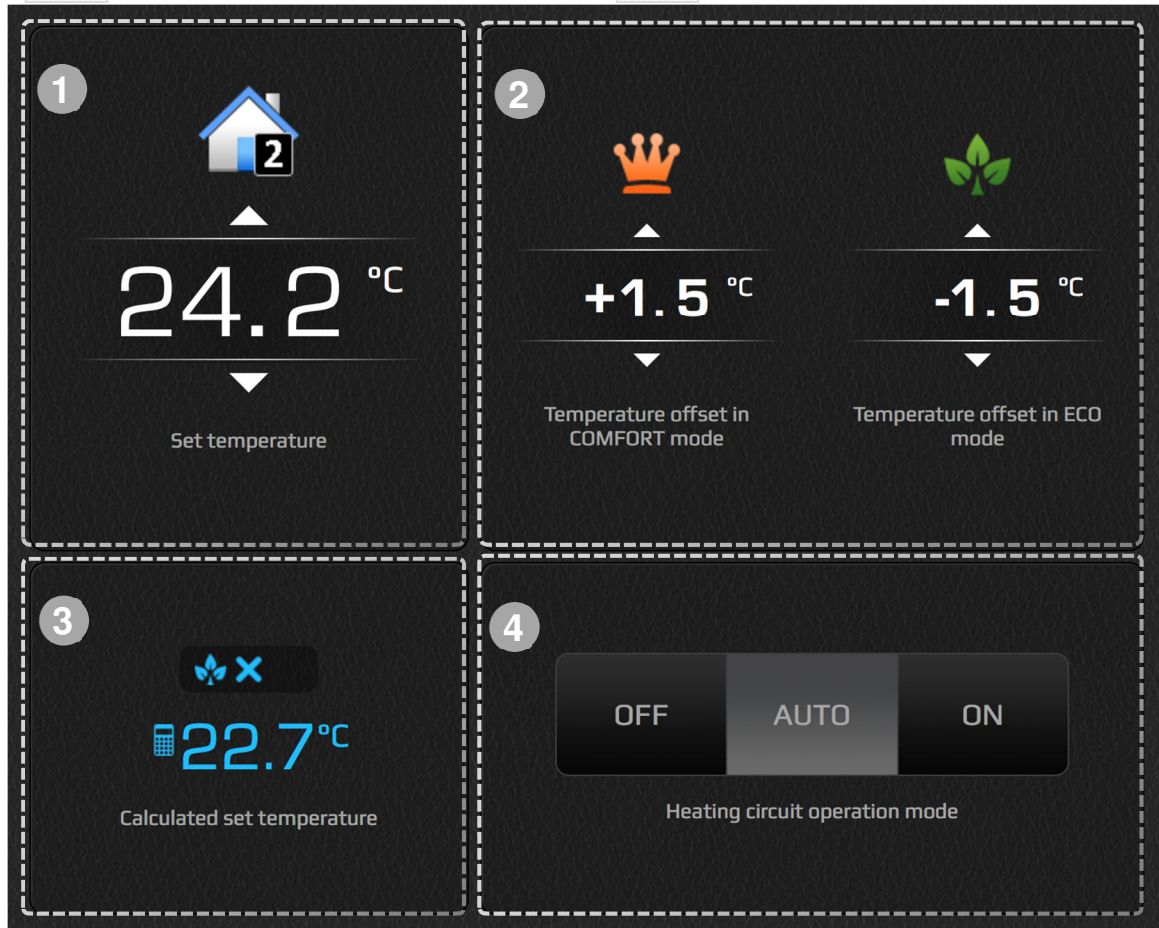 1
2
24.2 °C
Set temperature
2
+1.5 °C
Temperature offset in
COMFORT mode
-1.5 °C
Temperature offset in ECO
mode
3
22.7°C
Calculated set temperature
4
OFF
AUTO
ON
Heating circuit operation mode